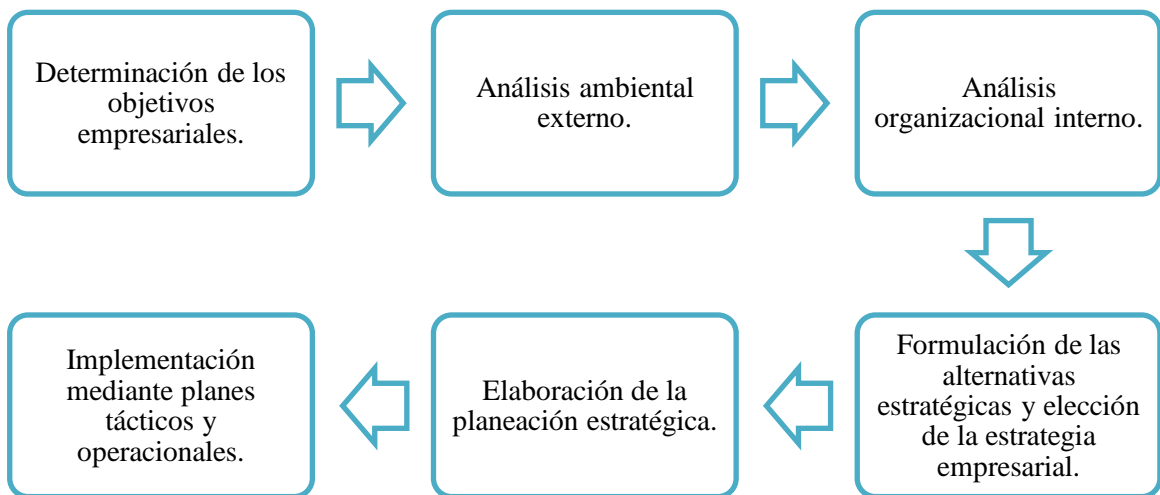 Determinación de los
objetivos
empresariales.
Análisis ambiental
externo.
Análisis
organizacional interno.
Formulación de las
alternativas
estratégicas y elección
de la estrategia
empresarial.
Elaboración de la
planeación estratégica.
Implementación
mediante planes
tácticos y
operacionales.